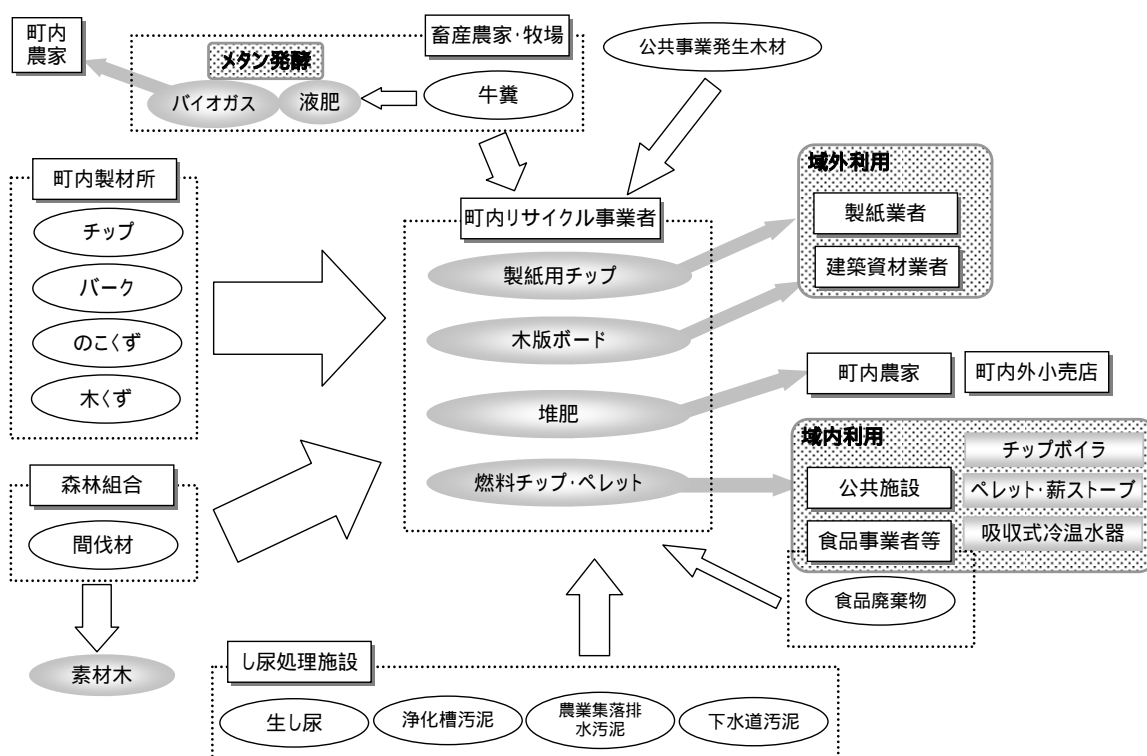 町内
農家
メタン発酵
バイオガス
液肥
畜産農家・牧場
牛糞
公共事業発生木材
町内製材所
チップ
バーク
のこくず
木くず
森林組合
間伐材
素材木
町内リサイクル事業者
製紙用チップ
木版ボード
堆肥
燃料チップ・ペレット
域外利用
製紙業者
建築資材業者
町内農家
町内外小売店
域内利用
公共施設
食品事業者等
チップボイラ
ペレット・薪ストーブ
吸収式冷温水器
食品廃棄物
し尿処理施設
生し尿
浄化槽汚泥
農業集落排
水汚泥
下水道汚泥